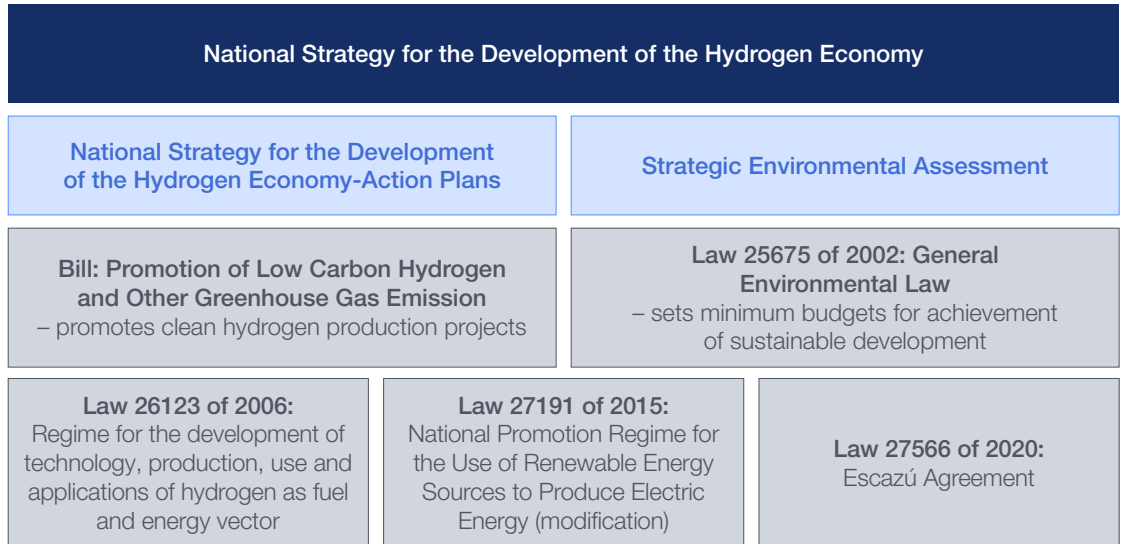 National Strategy for the Development of the Hydrogen Economy
National Strategy for the Development
of the Hydrogen Economy-Action Plans
Strategic Environmental Assessment
Bill: Promotion of Low Carbon Hydrogen
and Other Greenhouse Gas Emission
– promotes clean hydrogen production projects
Law 25675 of 2002: General
Environmental Law
– sets minimum budgets for achievement
of sustainable development
Law 26123 of 2006:
Regime for the development of
technology, production, use and
applications of hydrogen as fuel
and energy vector
Law 27191 of 2015:
National Promotion Regime for
the Use of Renewable Energy
Sources to Produce Electric
Energy (modification)
Law 27566 of 2020:
Escazú Agreement